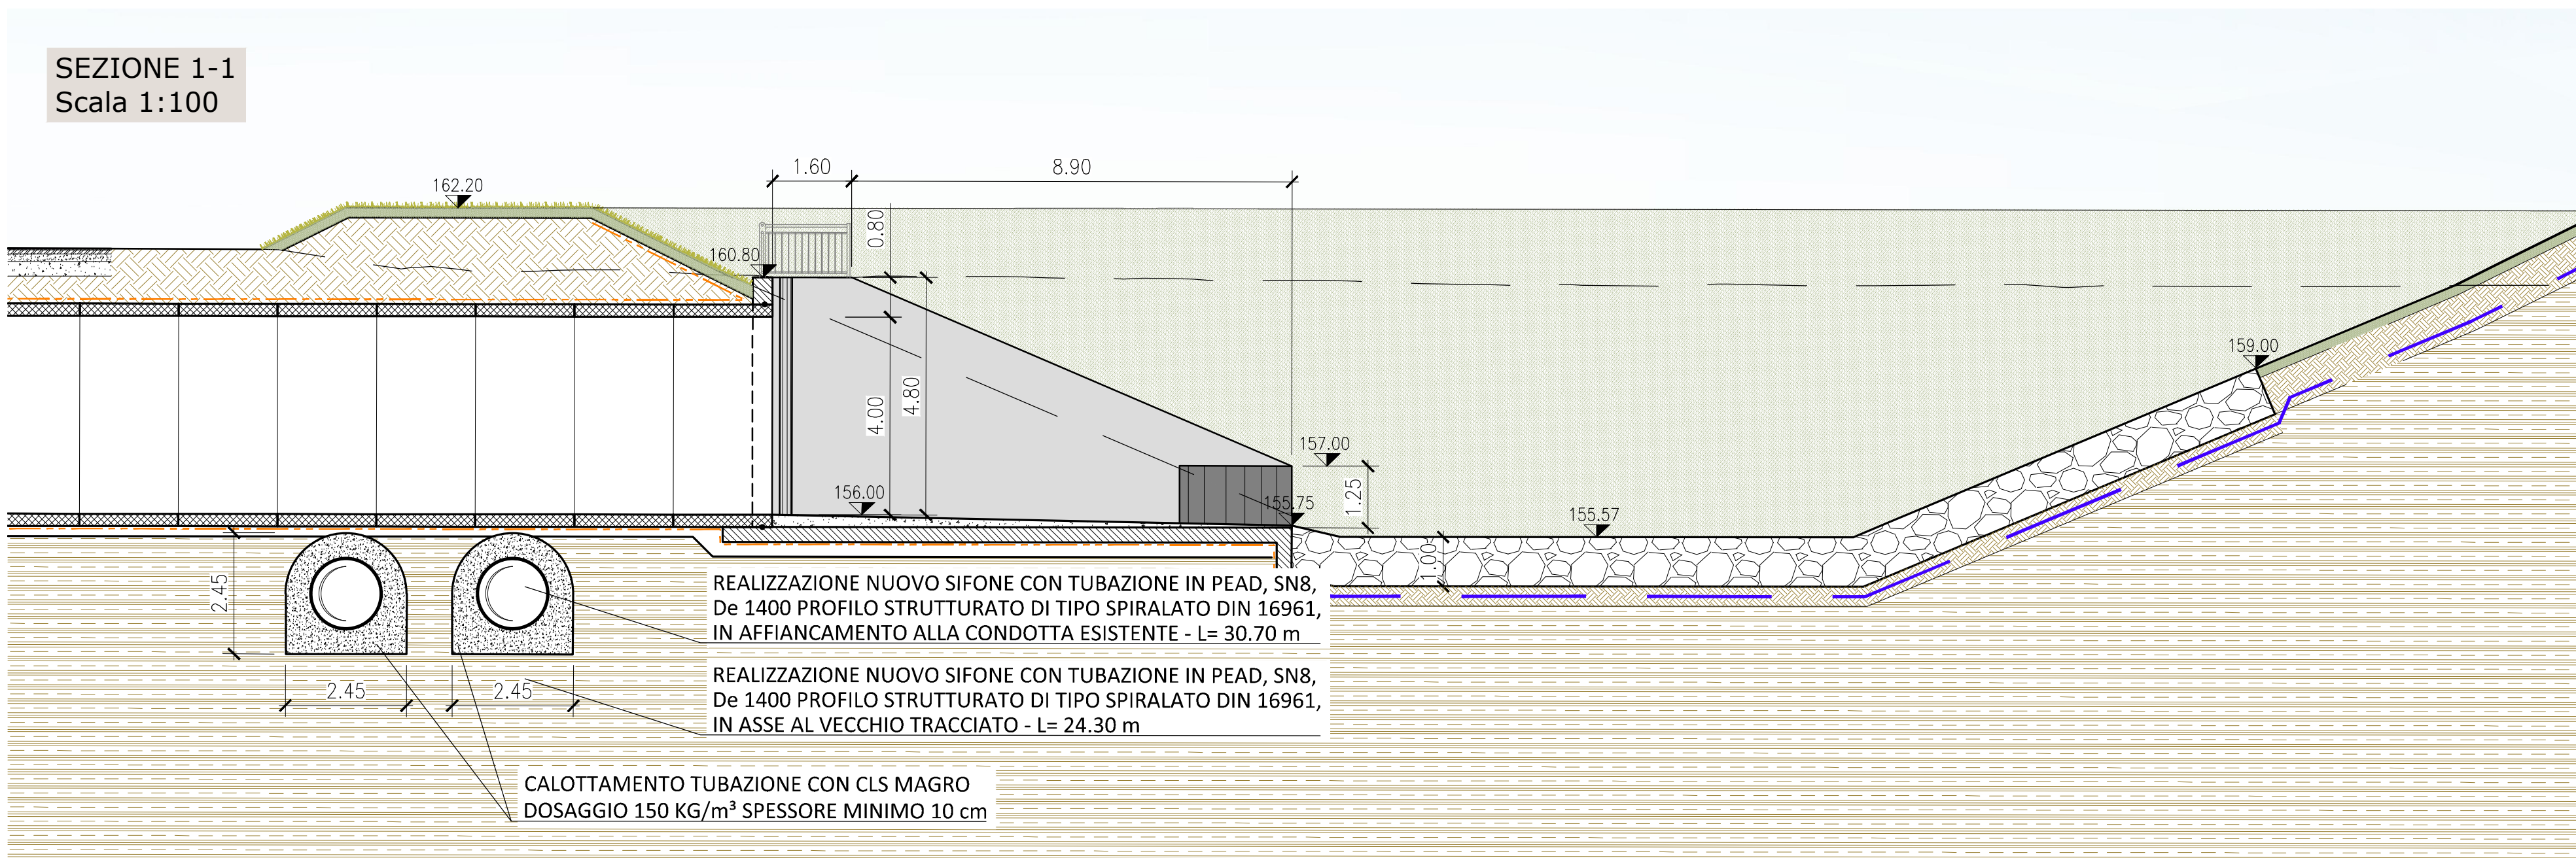 SEZIONE 1-1
Scala 1:100
1.60
8.90
162.20
0.80
160.80
159.00
4.00
4.80
157.00
156.00
155.75
1.25
155.57
1.00
2.45
REALIZZAZIONE NUOVO SIFONE CON TUBAZIONE IN PEAD, SN8,
De 1400 PROFILO STRUTTURATO DI TIPO SPIRALATO DIN 16961,
IN AFFIANCAMENTO ALLA CONDOTTA ESISTENTE - L= 30.70 m
2.45
2.45
REALIZZAZIONE NUOVO SIFONE CON TUBAZIONE IN PEAD, SN8,
De 1400 PROFILO STRUTTURATO DI TIPO SPIRALATO DIN 16961,
IN ASSE AL VECCHIO TRACCIATO - L= 24.30 m
CALOTTAMENTO TUBAZIONE CON CLS MAGRO
DOSAGGIO 150 KG/m³ SPESSORE MINIMO 10 cm